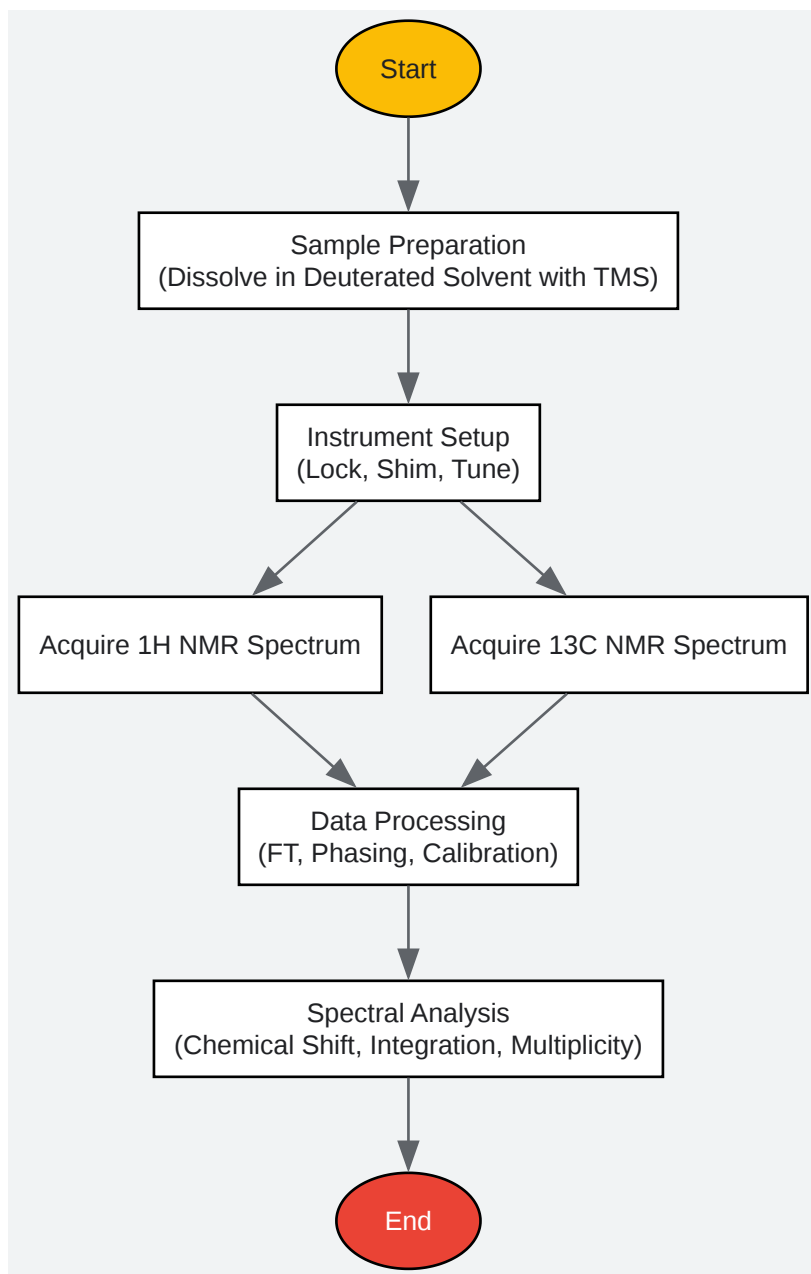 Start
Sample Preparation
(Dissolve in Deuterated Solvent with TMS)
Instrument Setup
(Lock, Shim, Tune)
Acquire 1H NMR Spectrum
Acquire 13C NMR Spectrum
Data Processing
(FT, Phasing, Calibration)
Spectral Analysis
(Chemical Shift, Integration, Multiplicity)
End